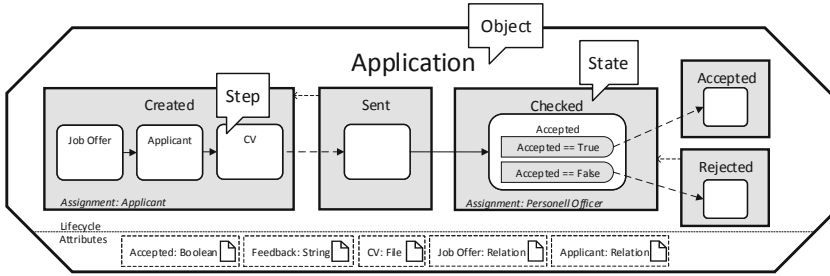 Object
Application
Created
Step
Job Offer
Applicant
CV
Assignment: Applicant
Sent
State
Checked
Accepted
Accepted == True
Accepted == False
Assignment: Personell Officer
Accepted
Rejected
Lifecycle
Attributes
Accepted: Boolean
Feedback: String
CV: File
Job Offer: Relation
Applicant: Relation